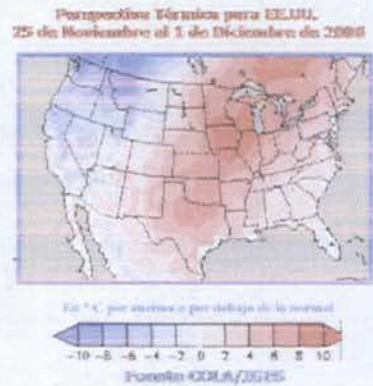 Perspectiva Térmica para EE.UU.
25 de Noviembre al 1 de Diciembre de 2008
En ° C por encima o por debajo de la normal
-10 -8 -6 -4 -2 0 2 4 6 8 10
Fuente COLA/IGES